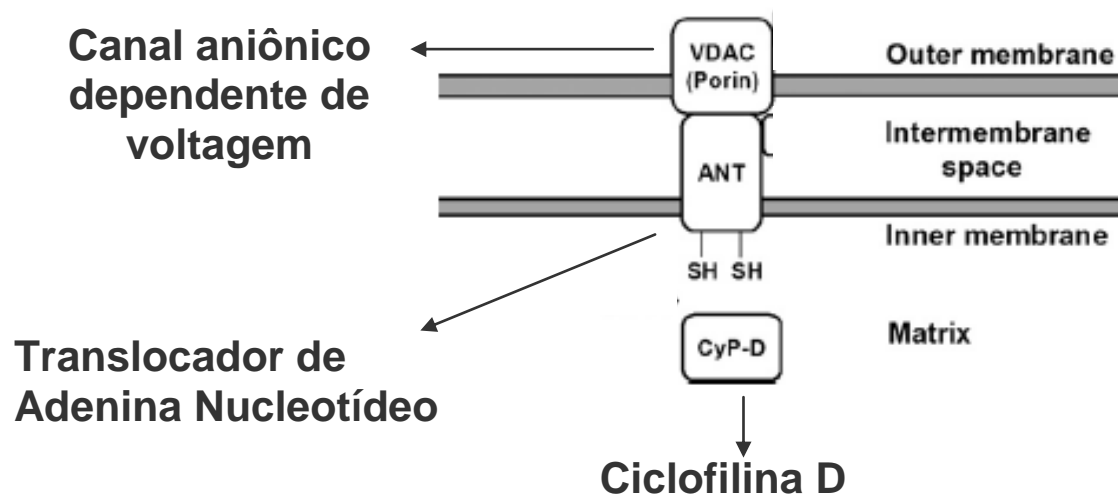 Canal aniônico
dependente de
voltagem
VDAC
(Porin)
Outer membrane
Intermembrane
space
ANT
Inner membrane
SH SH
Translocador de
Adenina Nucleotídeo
CyP-D
Matrix
Ciclofilina D